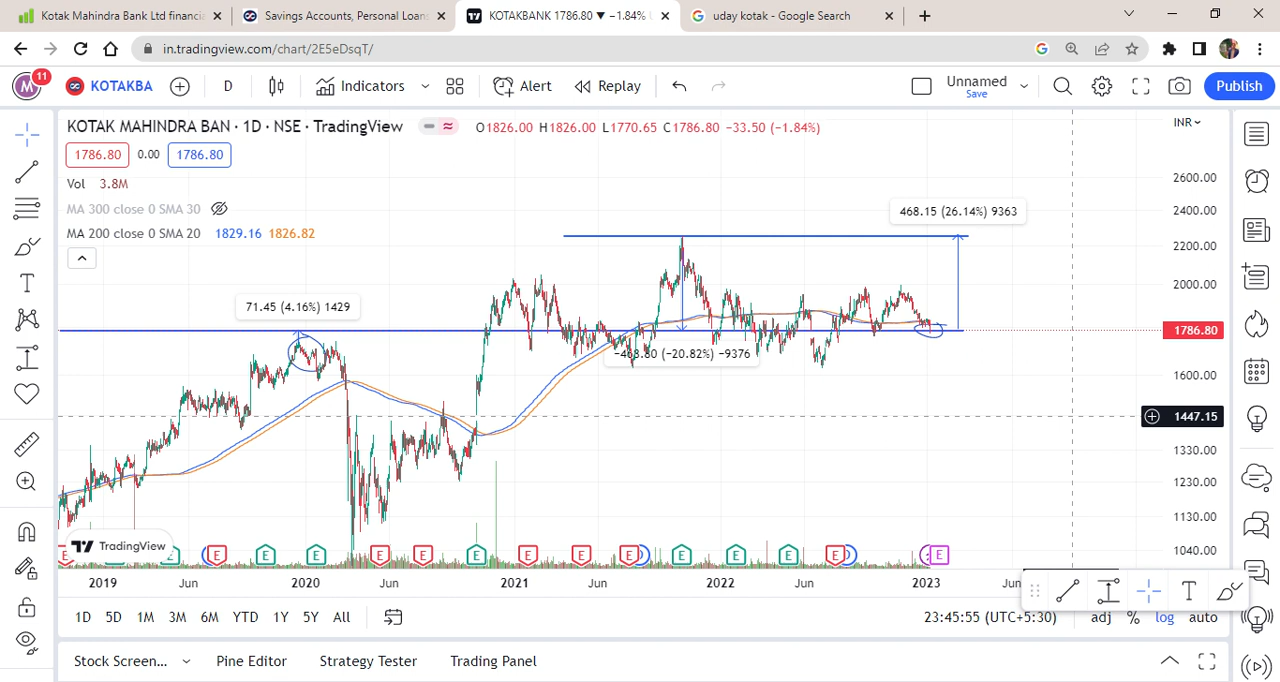 Kotak Mahindra Bank Ltd financi
Savings Accounts, Personal Loans
KOTAKBANK 1786.80 ▼ −1.84%
uday kotak - Google Search
in.tradingview.com/chart/2E5eDsqT/
M 11 KOTAKBA D Indicators Alert Replay Unnamed Save Publish
KOTAK MAHINDRA BAN · 1D · NSE · TradingView O1826.00 H1826.00 L1770.65 C1786.80 −33.50 (−1.84%) INR
1786.80 0.00 1786.80
Vol 3.8M
MA 300 close 0 SMA 30
MA 200 close 0 SMA 20 1829.16 1826.82
468.15 (26.14%) 9363
71.45 (4.16%) 1429
−468.80 (−20.82%) −9376
2600.00
2400.00
2200.00
2000.00
1786.80
1600.00
1447.15
1330.00
1230.00
1130.00
1040.00
TradingView
E E E E E E E E E E E E E E D D
2019 Jun 2020 Jun 2021 Jun 2022 Jun 2023 Jun
T
1D 5D 1M 3M 6M YTD 1Y 5Y All 23:45:55 (UTC+5:30) adj % log auto
Stock Screen... Pine Editor Strategy Tester Trading Panel